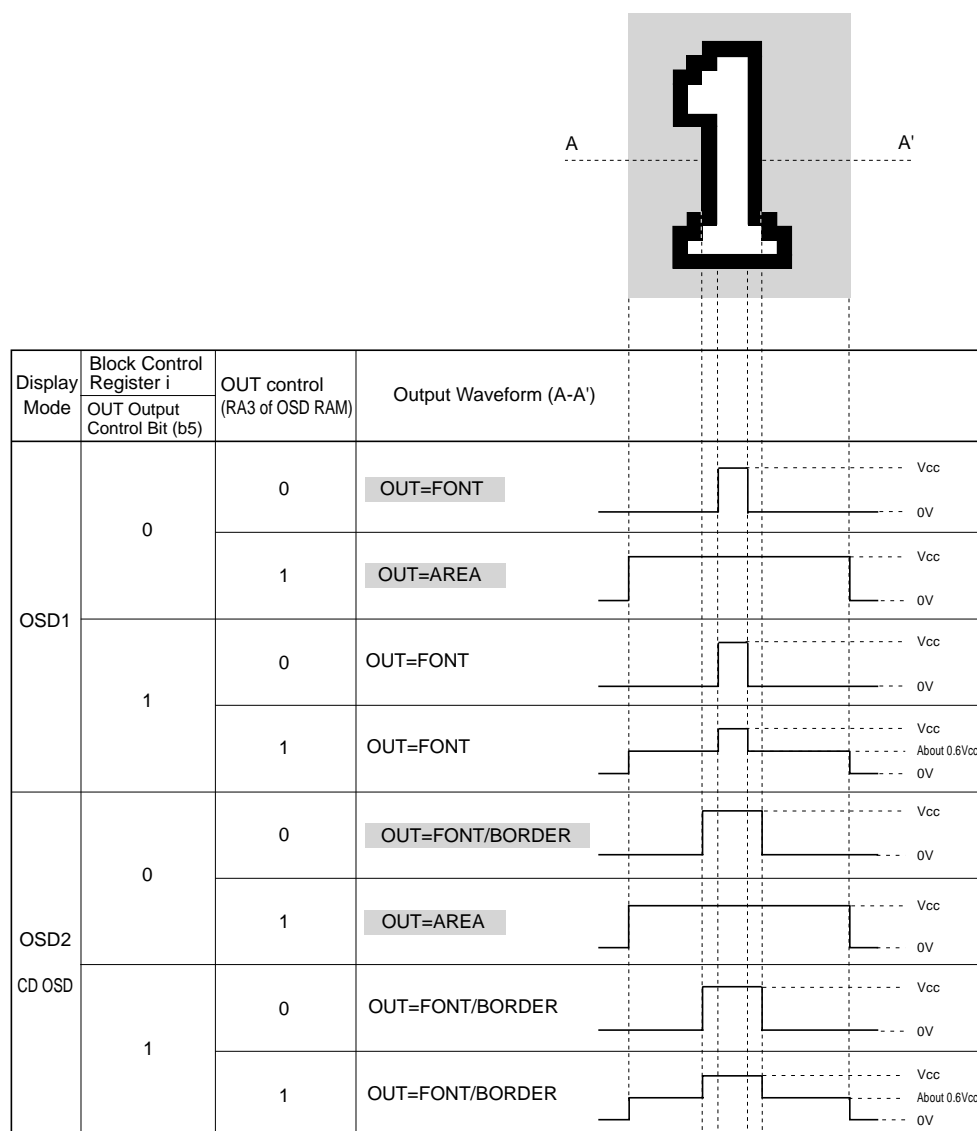 1
A A'
Display Mode
Block Control Register i
OUT Output Control Bit (b5)
OUT control (RA3 of OSD RAM)
Output Waveform (A-A')
OSD1
0
0
OUT=FONT
Vcc
0V
1
OUT=AREA
Vcc
0V
1
0
OUT=FONT
Vcc
0V
1
OUT=FONT
Vcc
About 0.6Vcc
0V
OSD2
CD OSD
0
0
OUT=FONT/BORDER
Vcc
0V
1
OUT=AREA
Vcc
0V
1
0
OUT=FONT/BORDER
Vcc
0V
1
OUT=FONT/BORDER
Vcc
About 0.6Vcc
0V